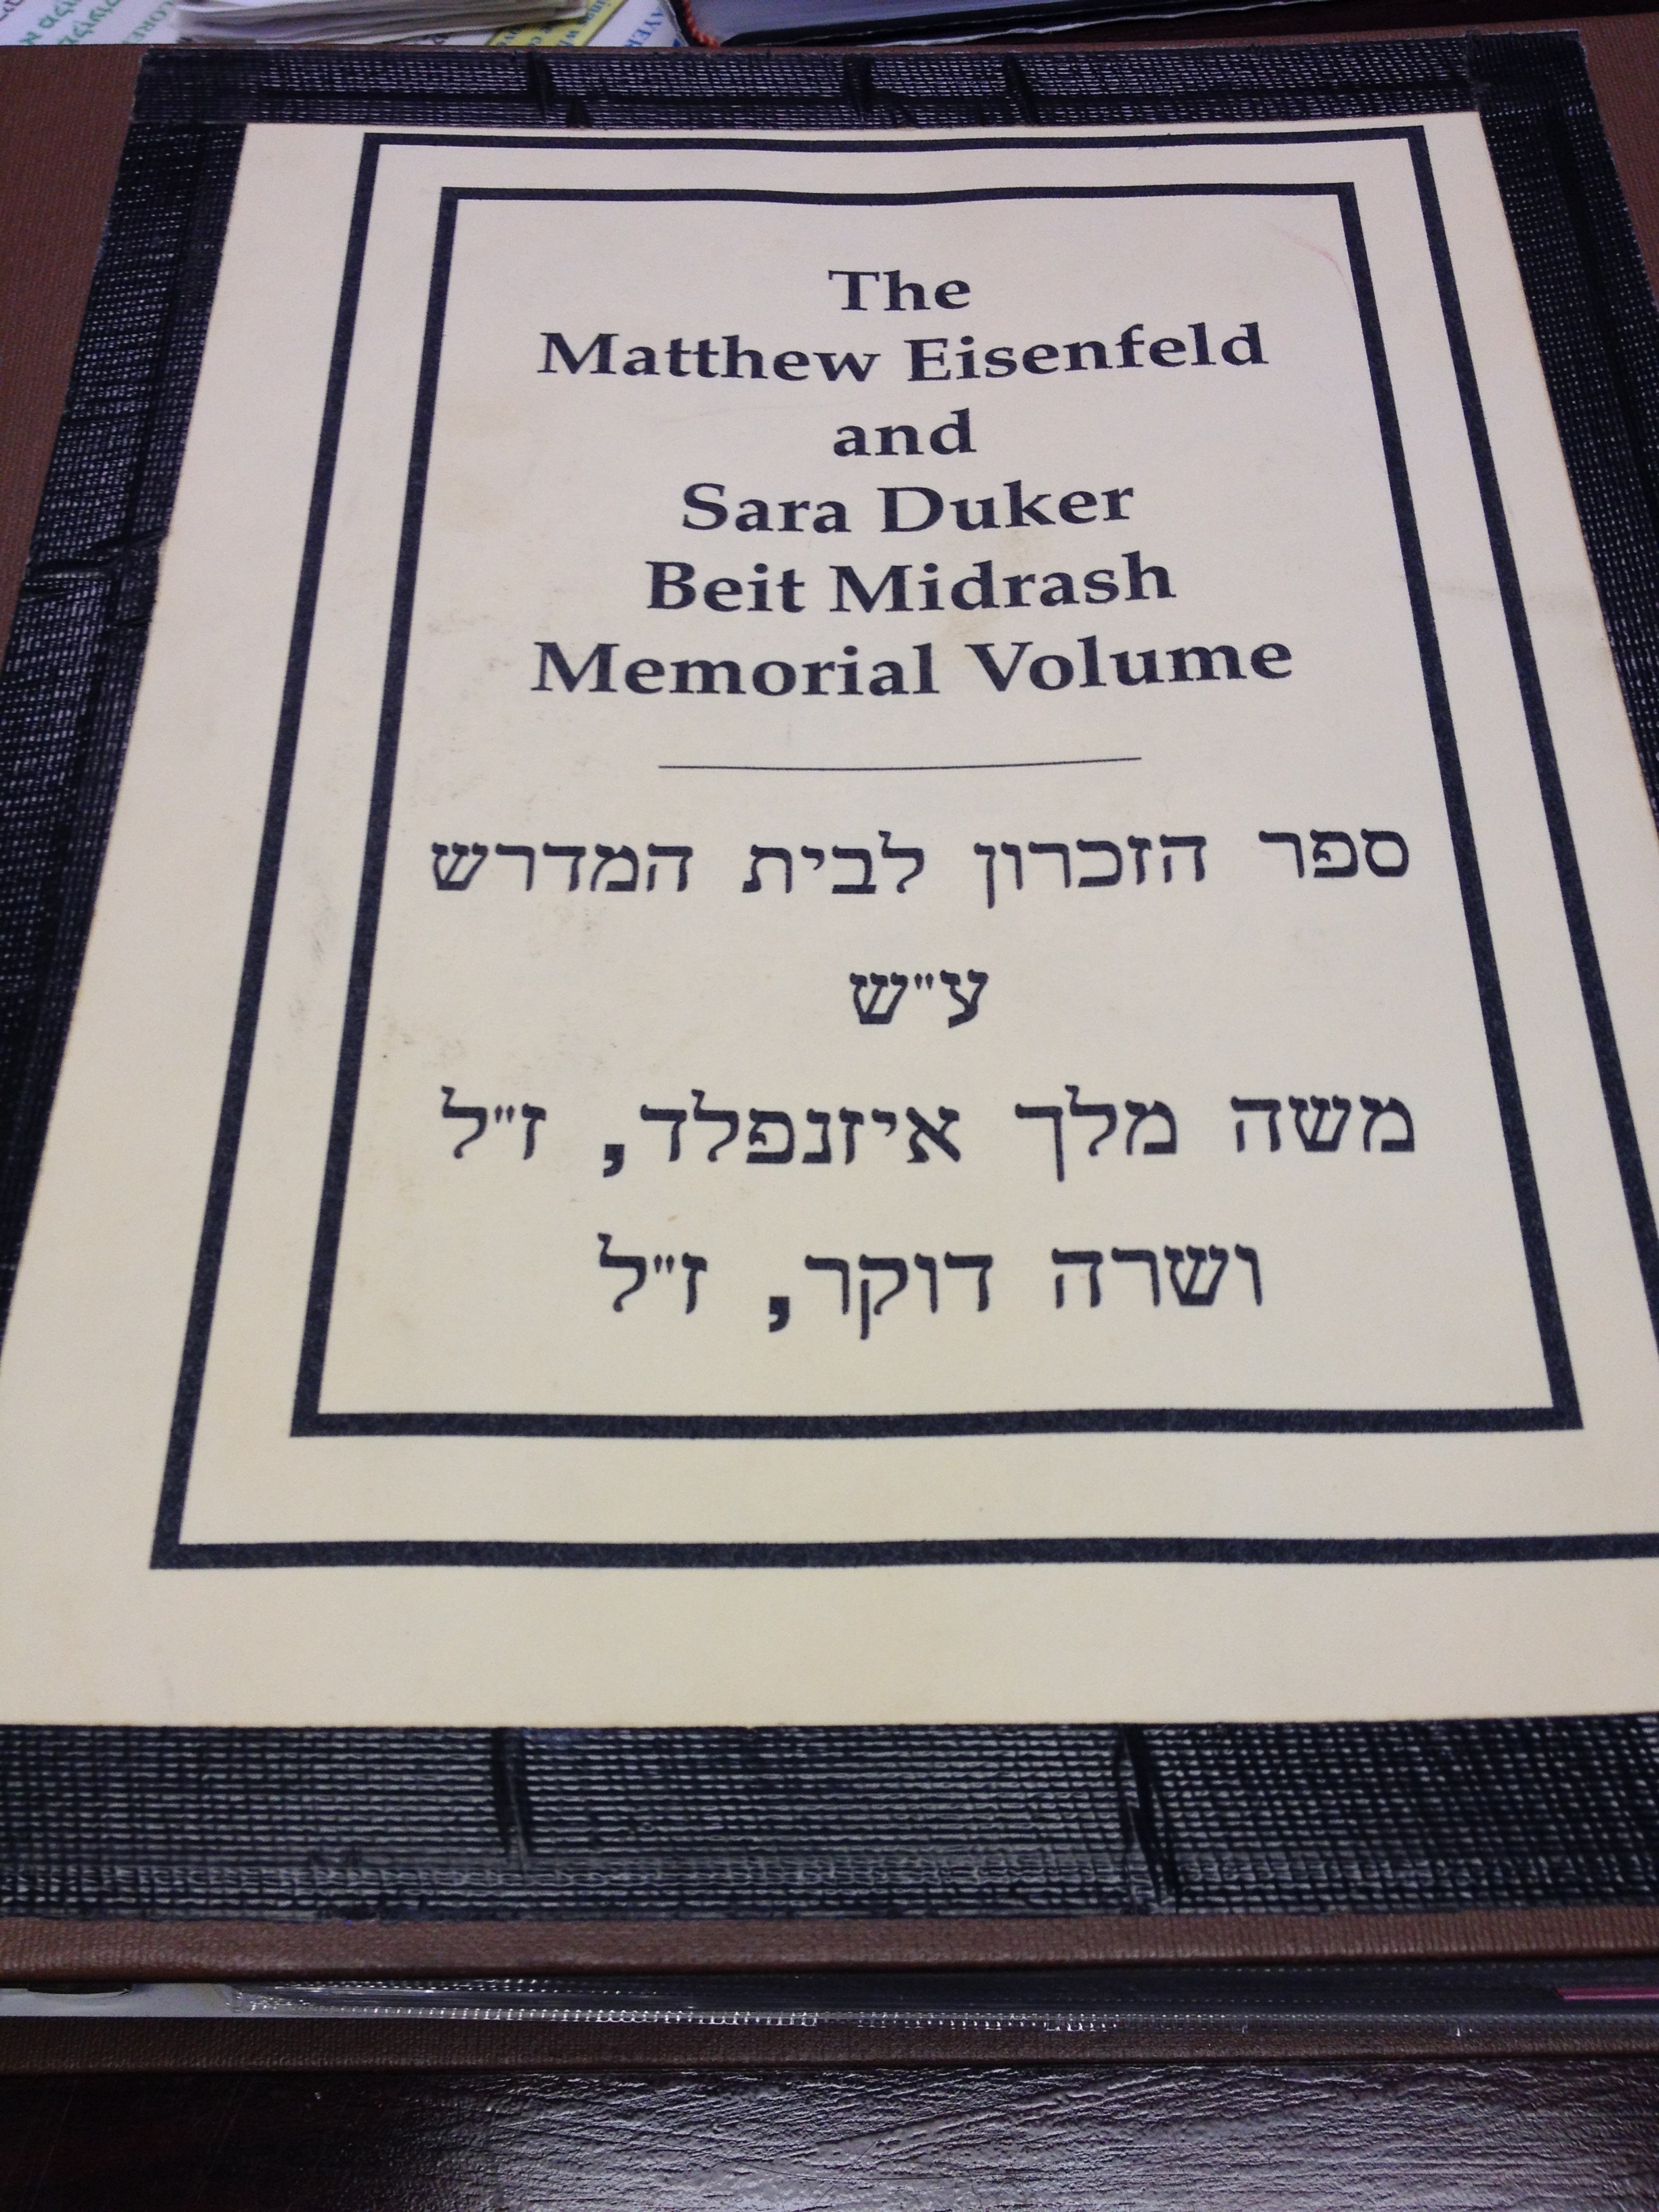 The
Matthew Eisenfeld
and
Sara Duker
Beit Midrash
Memorial Volume
ספר הזכרון לבית המדרש
ע"ש
משה מלך איזנפלד, ז"ל
ושרה דוקר, ז"ל